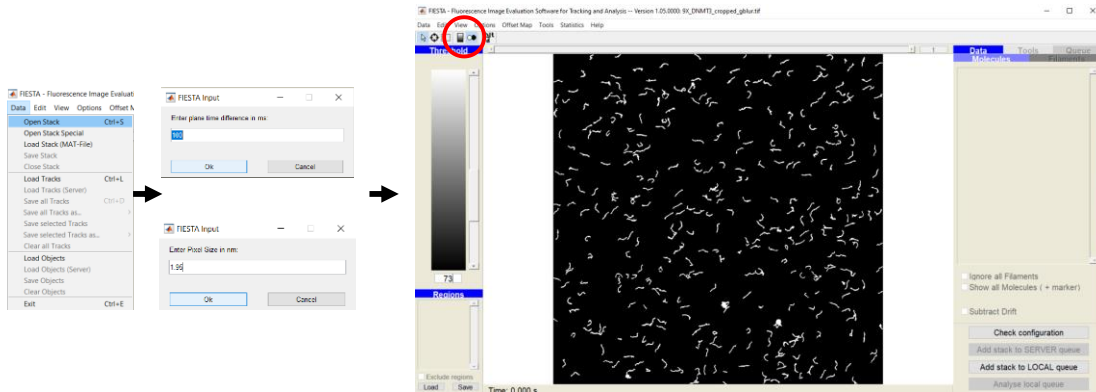 FIESTA - Fluorescence Image Evaluati
Data Edit View Options Offset M
Open Stack Ctrl+S
Open Stack Special
Load Stack (MAT-File)
Save Stack
Close Stack
Load Tracks Ctrl+L
Load Tracks (Server)
Save all Tracks Ctrl+D
Save all Tracks as...
Save selected Tracks
Save selected Tracks as...
Clear all Tracks
Load Objects
Load Objects (Server)
Save Objects
Clear Objects
Exit Ctrl+E
FIESTA Input
Enter plane time difference in ms:
100
Ok Cancel
FIESTA Input
Enter Pixel Size in nm:
1.95
Ok Cancel
FIESTA - Fluorescence Image Evaluation Software for Tracking and Analysis -- Version 1.05.0000: 9X_DNMT3_cropped_gblur.tif
Data Edit View Options Offset Map Tools Statistics Help
Threshold
73
Regions
Exclude regions
Load Save
1
Time: 0.000 s
Data Tools Queue
Molecules Filaments
Ignore all Filaments
Show all Molecules ( + marker)
Subtract Drift
Check configuration
Add stack to SERVER queue
Add stack to LOCAL queue
Analyse local queue